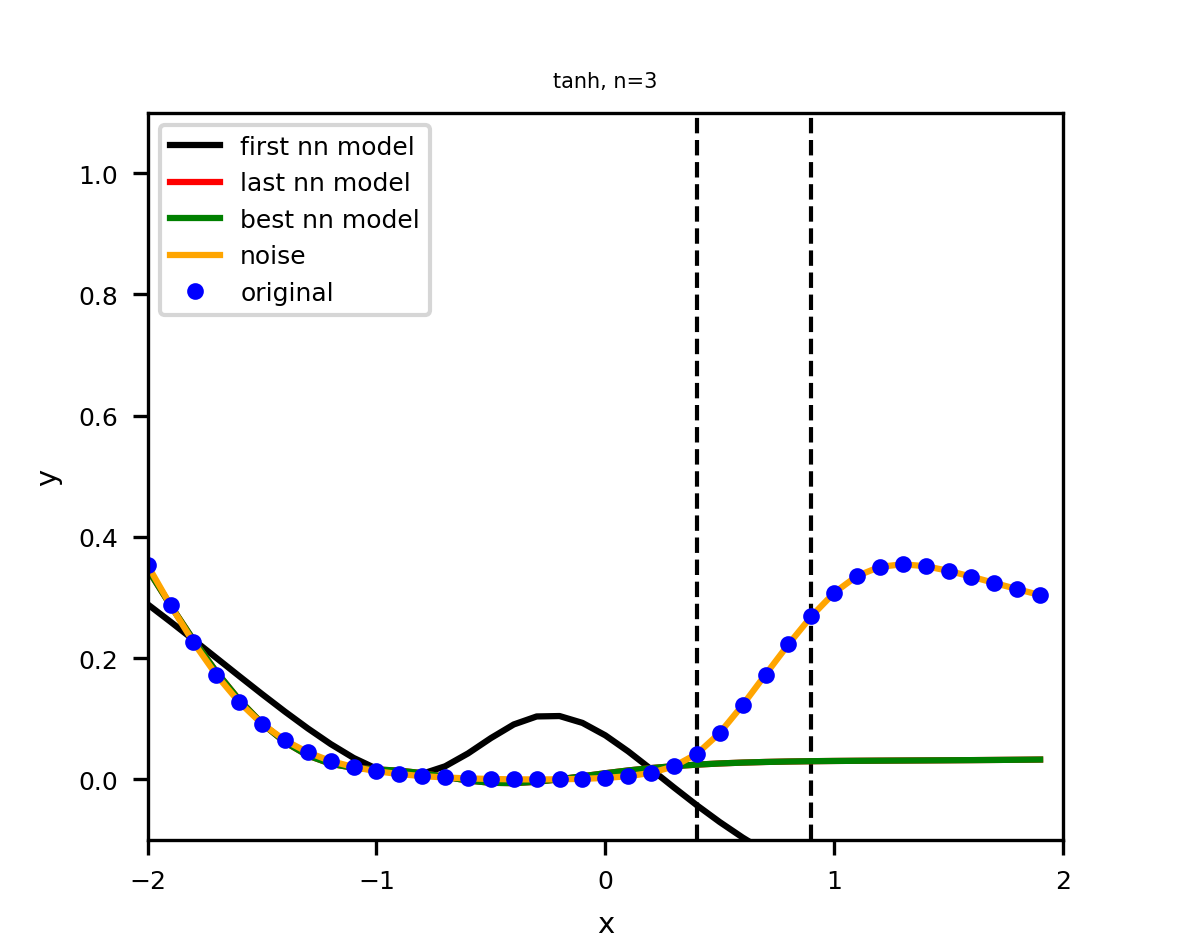 tanh, n=3
first nn model
last nn model
best nn model
noise
original
1.0
0.8
0.6
0.4
0.2
0.0
y
−2
−1
0
1
2
x